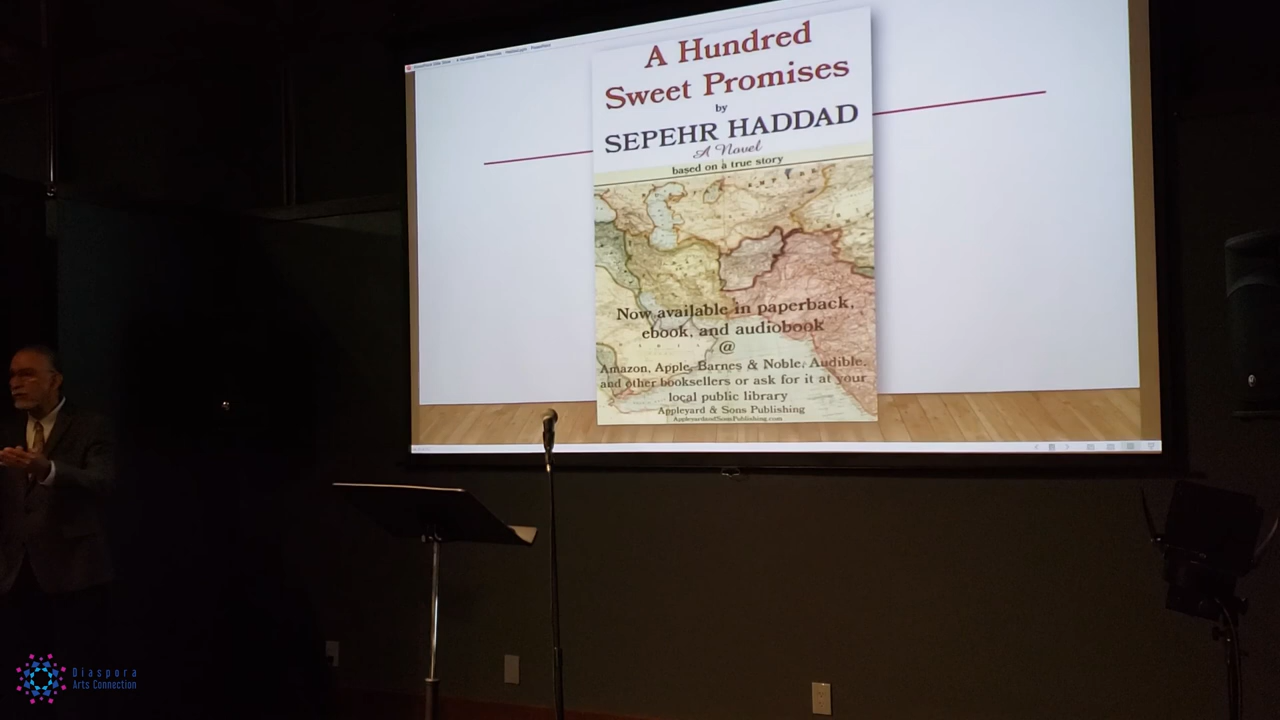 A Hundred
Sweet Promises
by
SEPEHR HADDAD
A Novel
based on a true story
Now available in paperback,
ebook, and audiobook
@
Amazon, Apple, Barnes & Noble, Audible,
and other booksellers or ask for it at your
local public library
Appleyard & Sons Publishing
AppleyardandSonsPublishing.com
Diaspora
Arts Connection